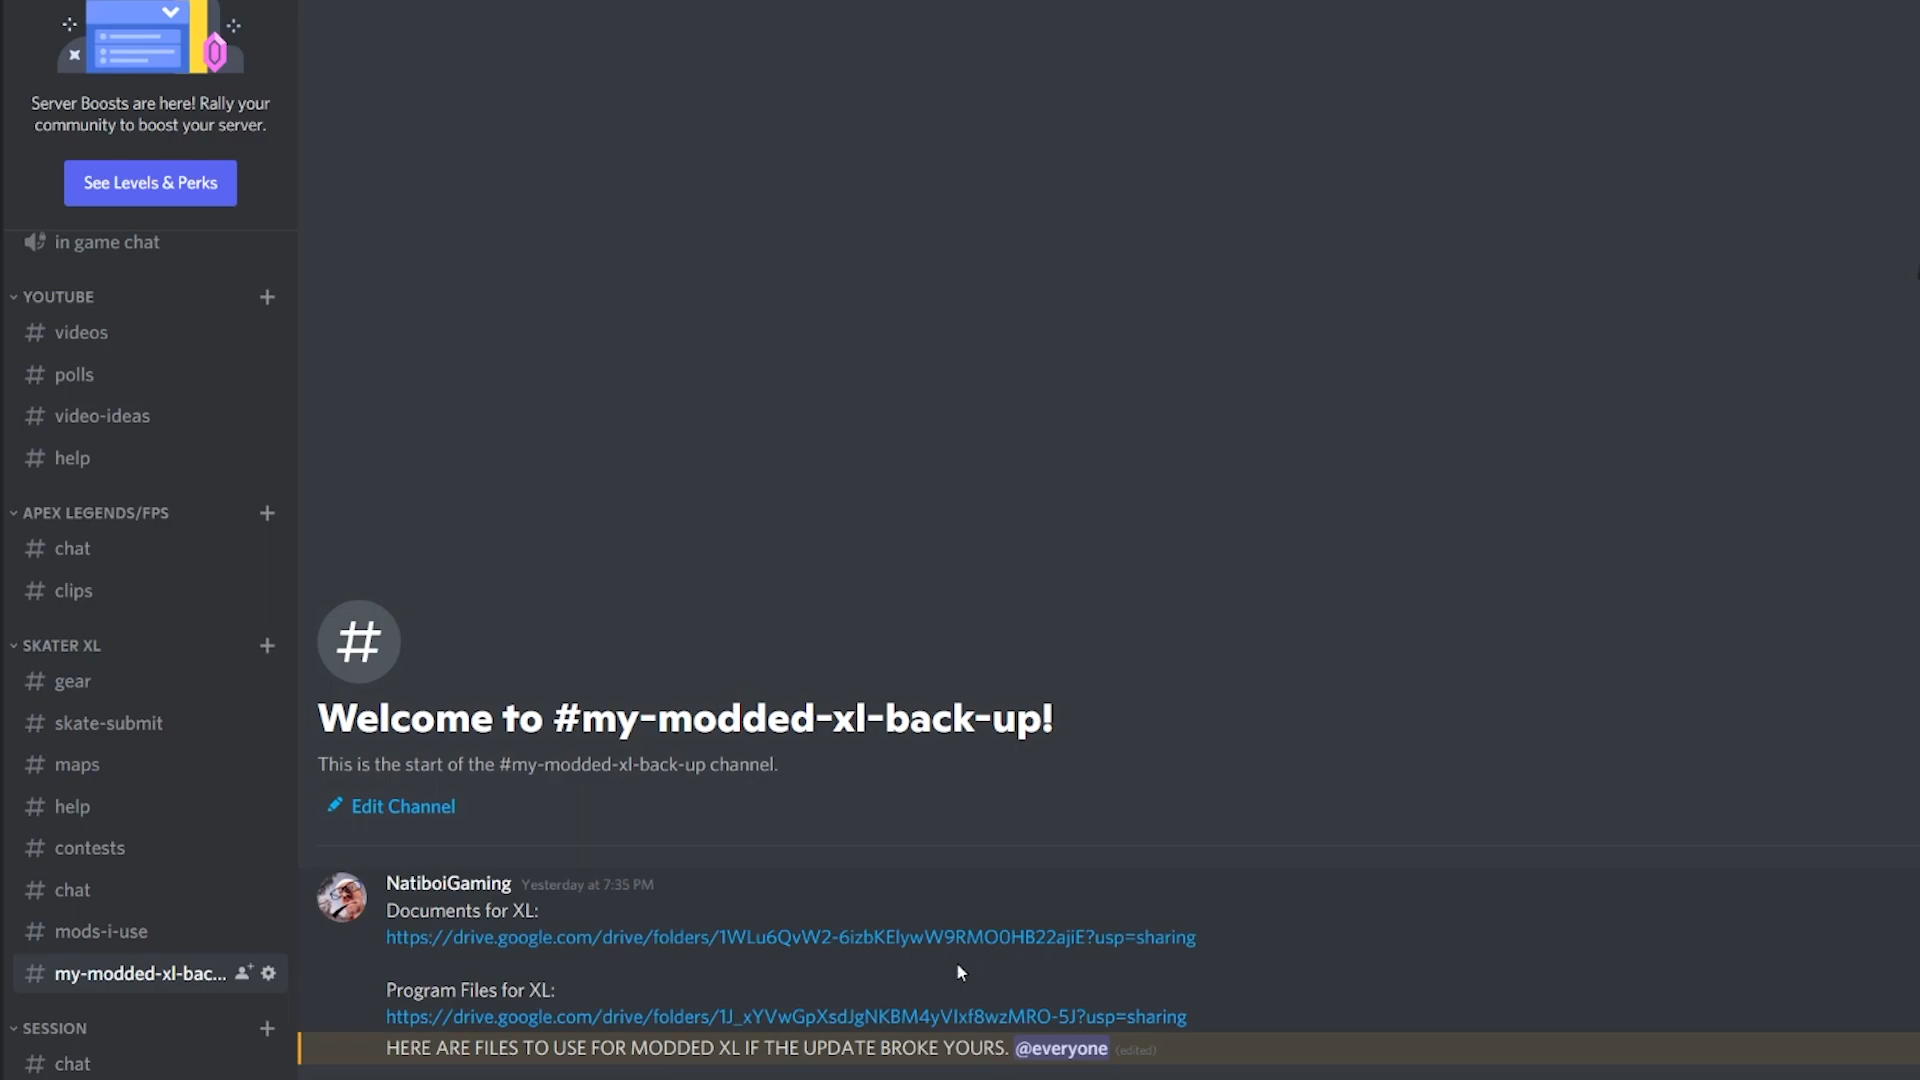 Server Boosts are here! Rally your
community to boost your server.
See Levels & Perks
in game chat
YOUTUBE
videos
polls
video-ideas
help
APEX LEGENDS/FPS
chat
clips
SKATER XL
gear
skate-submit
maps
help
contests
chat
mods-i-use
my-modded-xl-bac...
SESSION
chat
Welcome to #my-modded-xl-back-up!
This is the start of the #my-modded-xl-back-up channel.
Edit Channel
NatiboiGaming Yesterday at 7:35 PM
Documents for XL:
https://drive.google.com/drive/folders/1WLu6QvW2-6izbKElywW9RMO0HB22ajiE?usp=sharing
Program Files for XL:
https://drive.google.com/drive/folders/1J_xYVwGpXsdJgNKBM4yVIxf8wzMRO-5J?usp=sharing
HERE ARE FILES TO USE FOR MODDED XL IF THE UPDATE BROKE YOURS. @everyone (edited)